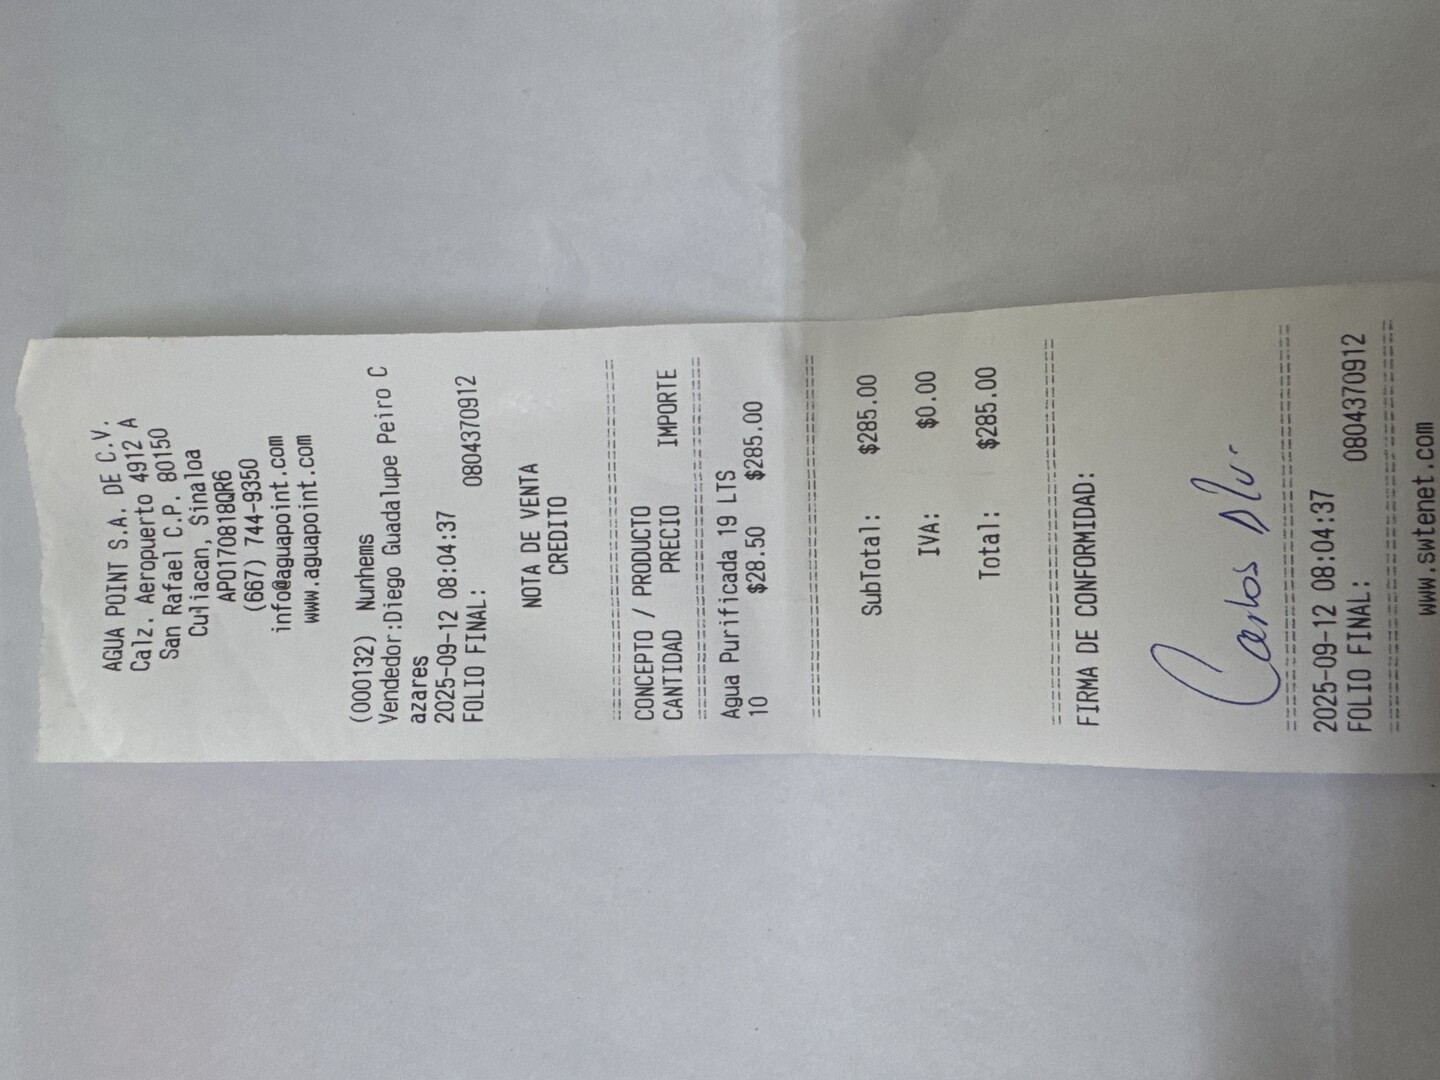 AGUA POINT S.A. DE C.V.
Calz. Aeropuerto 4912 A
San Rafael C.P. 80150
Culiacan, Sinaloa
APO170818QR6
(667) 744-9350
info@aguapoint.com
www.aguapoint.com
(000132) Nunhems
Vendedor:Diego Guadalupe Peiro C
azares
2025-09-12 08:04:37
FOLIO FINAL: 0804370912
NOTA DE VENTA
CREDITO
CONCEPTO / PRODUCTO
CANTIDAD PRECIO IMPORTE
Agua Purificada 19 LTS
10 $28.50 $285.00
SubTotal: $285.00
IVA: $0.00
Total: $285.00
FIRMA DE CONFORMIDAD:
Carlos
2025-09-12 08:04:37
FOLIO FINAL: 0804370912
www.swtenet.com